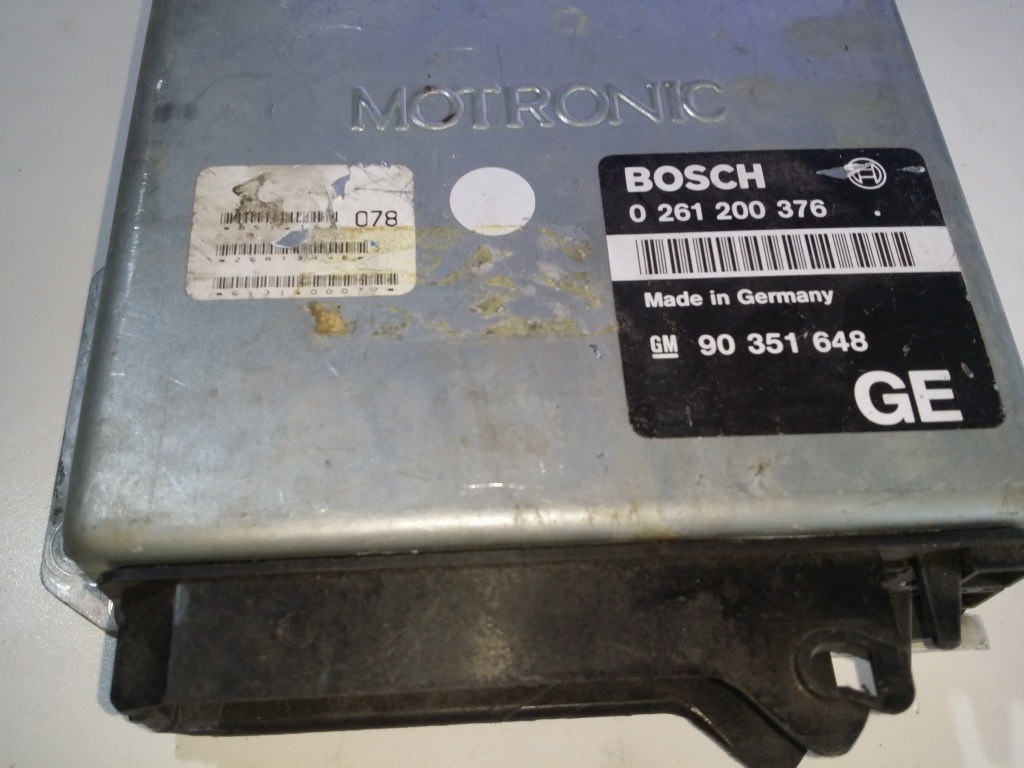 MOTRONIC
078
BOSCH
0 261 200 376
Made in Germany
GM 90 351 648
GE